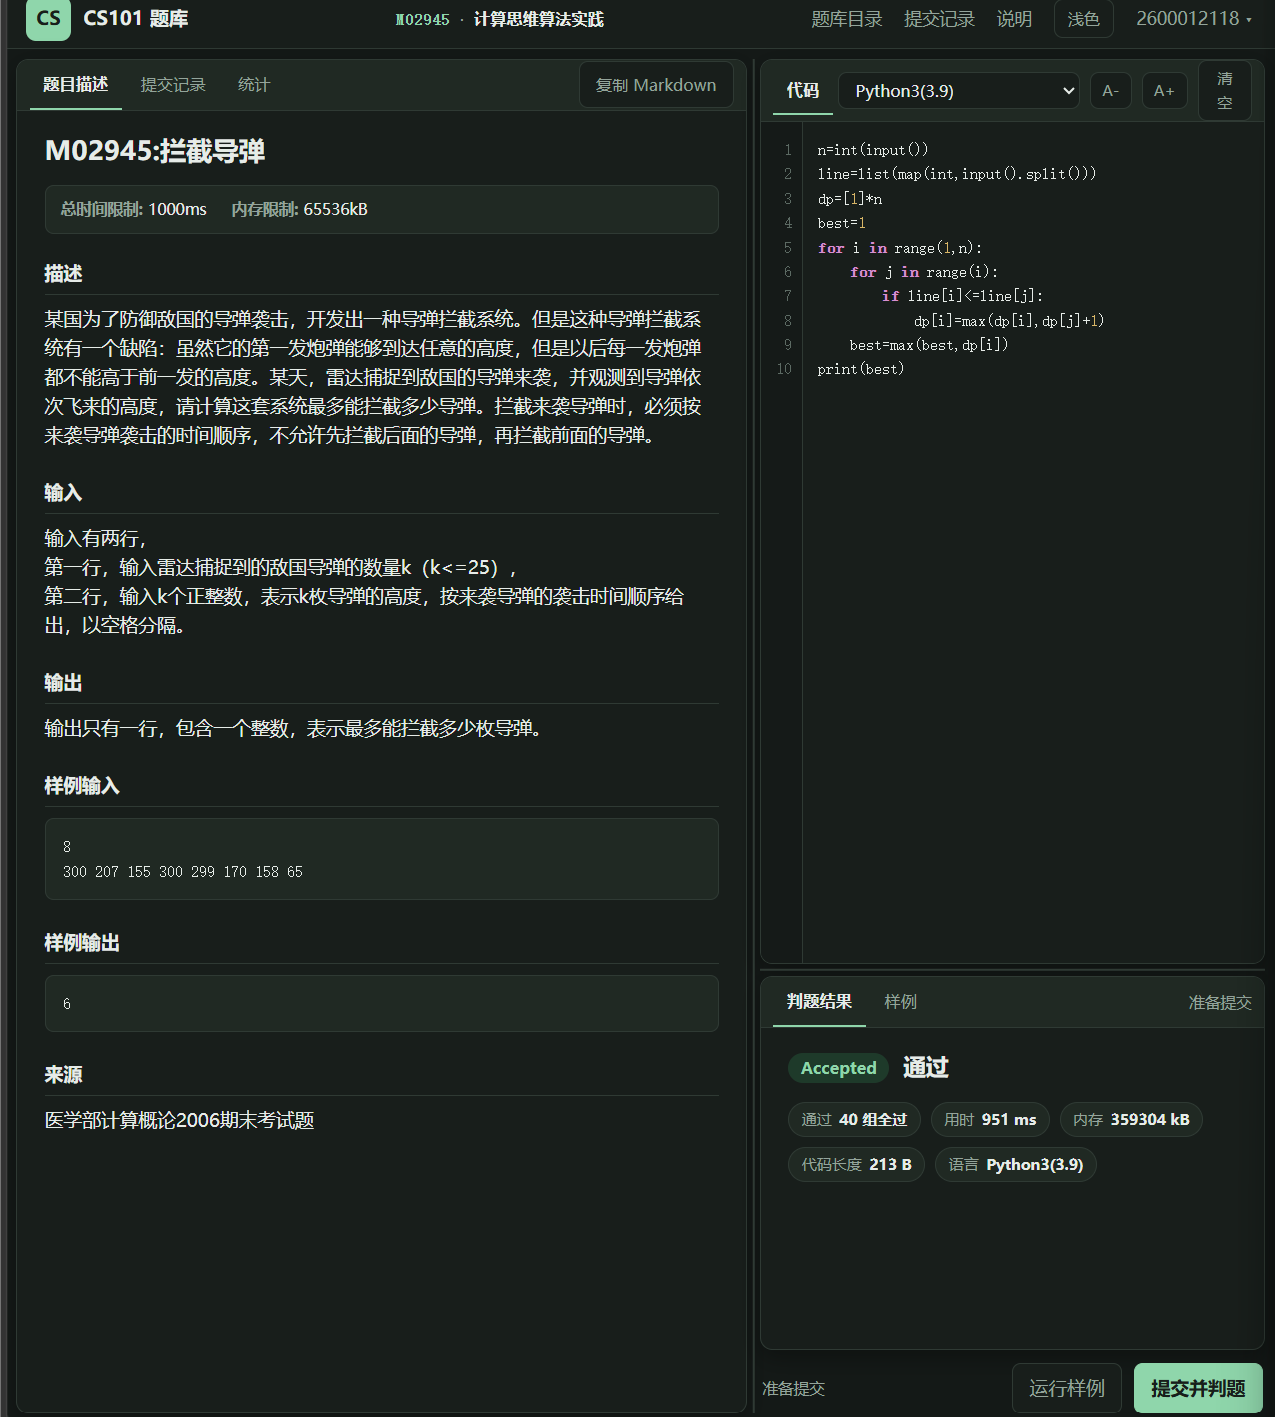 CS CS101 题库
M02945 · 计算思维算法实践
题库目录 提交记录 说明 浅色 2600012118
题目描述 提交记录 统计 复制 Markdown
M02945:拦截导弹
总时间限制: 1000ms 内存限制: 65536kB
描述
某国为了防御敌国的导弹袭击，开发出一种导弹拦截系统。但是这种导弹拦截系
统有一个缺陷：虽然它的第一发炮弹能够到达任意的高度，但是以后每一发炮弹
都不能高于前一发的高度。某天，雷达捕捉到敌国的导弹来袭，并观测到导弹依
次飞来的高度，请计算这套系统最多能拦截多少导弹。拦截来袭导弹时，必须按
来袭导弹袭击的时间顺序，不允许先拦截后面的导弹，再拦截前面的导弹。
输入
输入有两行，
第一行，输入雷达捕捉到的敌国导弹的数量k（k<=25），
第二行，输入k个正整数，表示k枚导弹的高度，按来袭导弹的袭击时间顺序给
出，以空格分隔。
输出
输出只有一行，包含一个整数，表示最多能拦截多少枚导弹。
样例输入
8
300 207 155 300 299 170 158 65
样例输出
6
来源
医学部计算概论2006期末考试题
代码 Python3(3.9) A- A+ 清
空
1 n=int(input())
2 line=list(map(int,input().split()))
3 dp=[1]*n
4 best=1
5 for i in range(1,n):
6     for j in range(i):
7         if line[i]<=line[j]:
8             dp[i]=max(dp[i],dp[j]+1)
9     best=max(best,dp[i])
10 print(best)
判题结果 样例 准备提交
Accepted 通过
通过 40 组全过 用时 951 ms 内存 359304 kB
代码长度 213 B 语言 Python3(3.9)
准备提交 运行样例 提交并判题